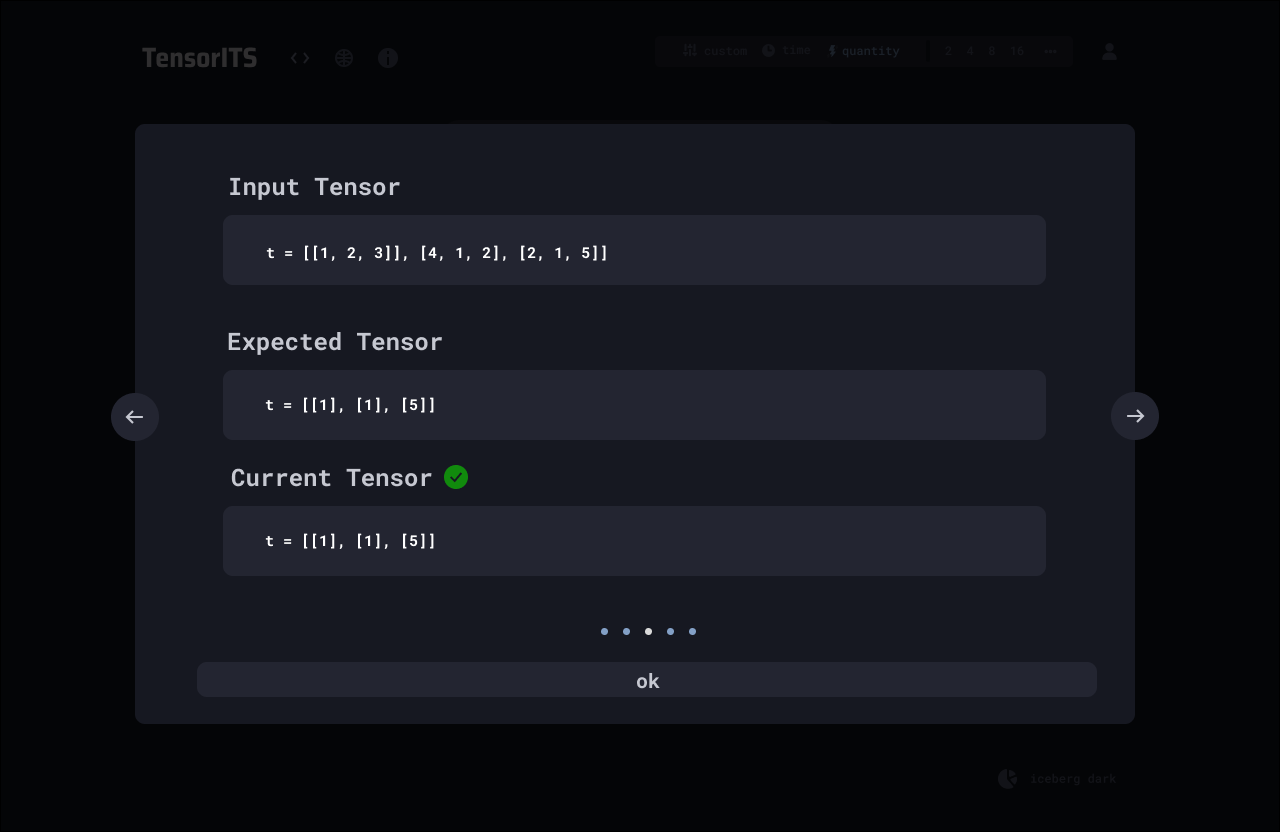 TensorITS
custom time quantity 2 4 8 16
Input Tensor
t = [[1, 2, 3]], [4, 1, 2], [2, 1, 5]]
Expected Tensor
t = [[1], [1], [5]]
Current Tensor
t = [[1], [1], [5]]
ok
iceberg dark